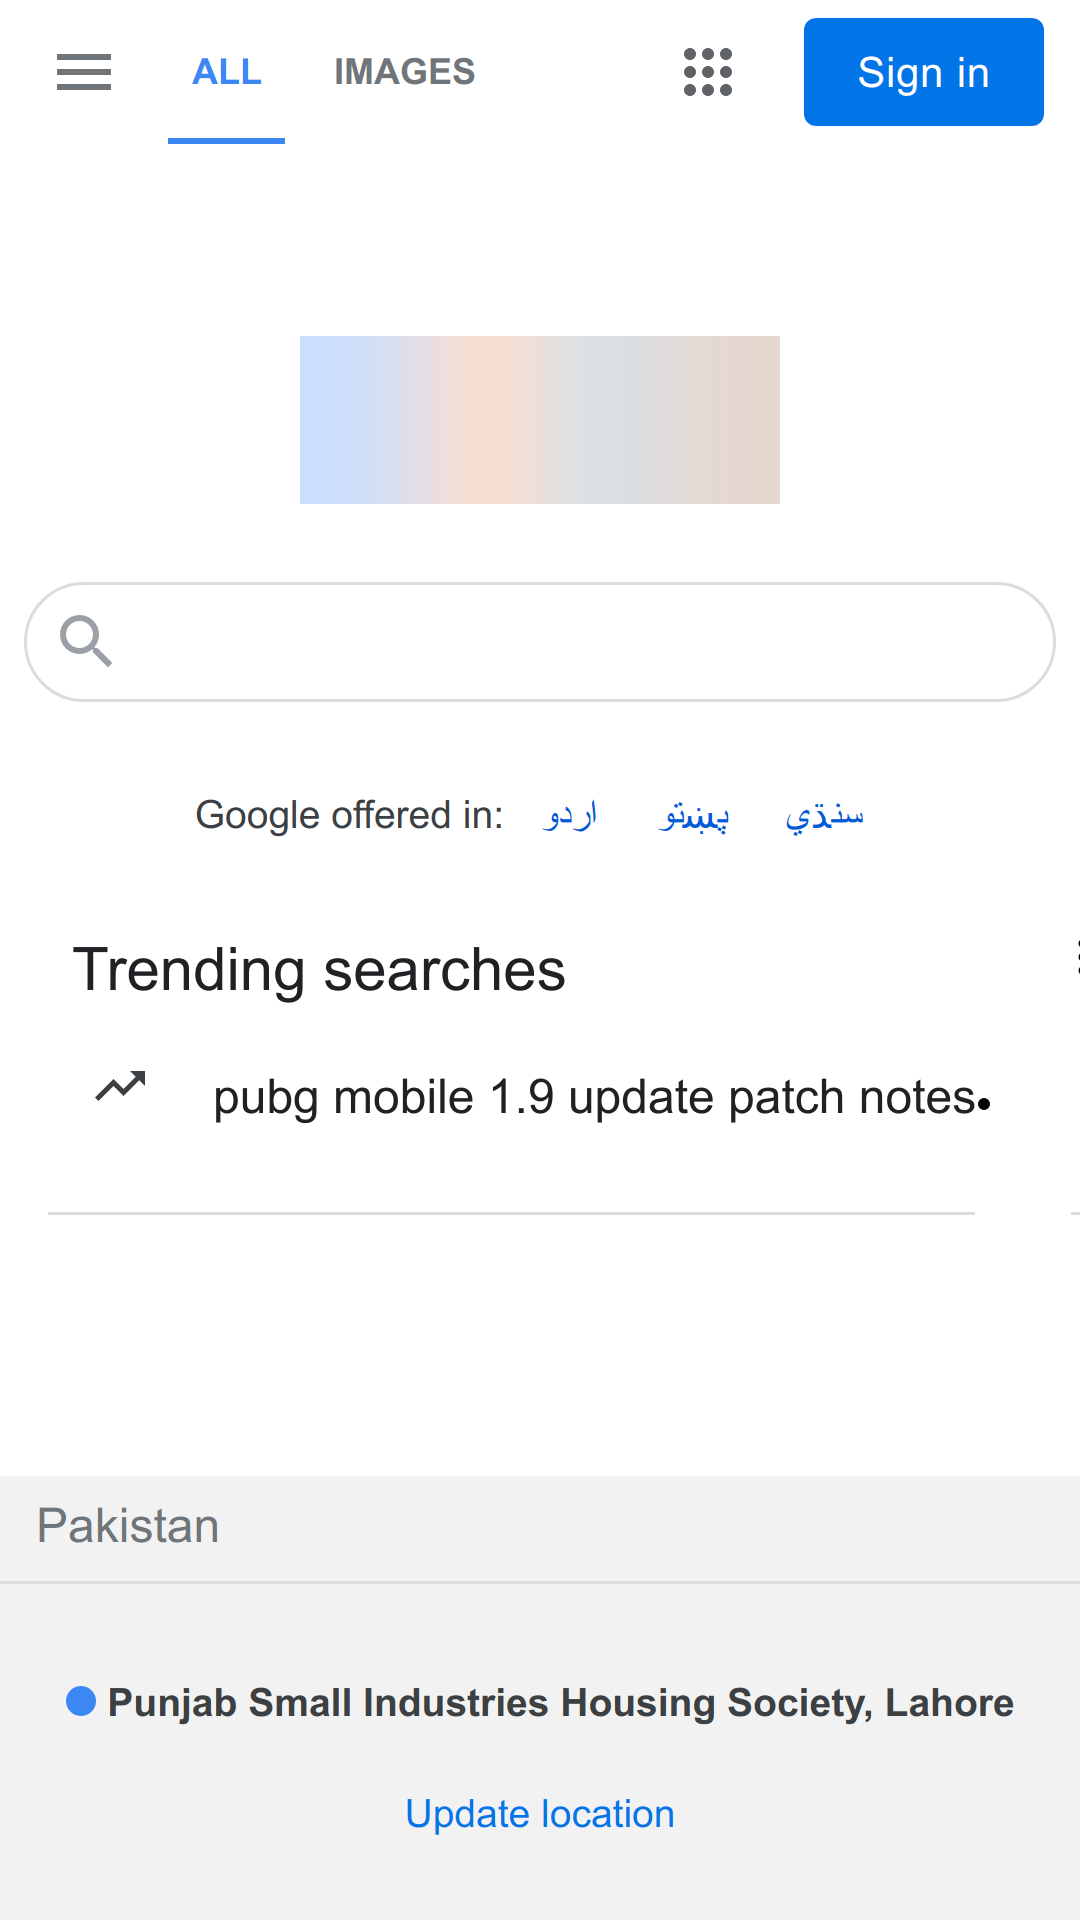 ALL IMAGES Sign in
Google offered in: اردو پښتو سنڌي
Trending searches
pubg mobile 1.9 update patch notes
Pakistan
Punjab Small Industries Housing Society, Lahore
Update location